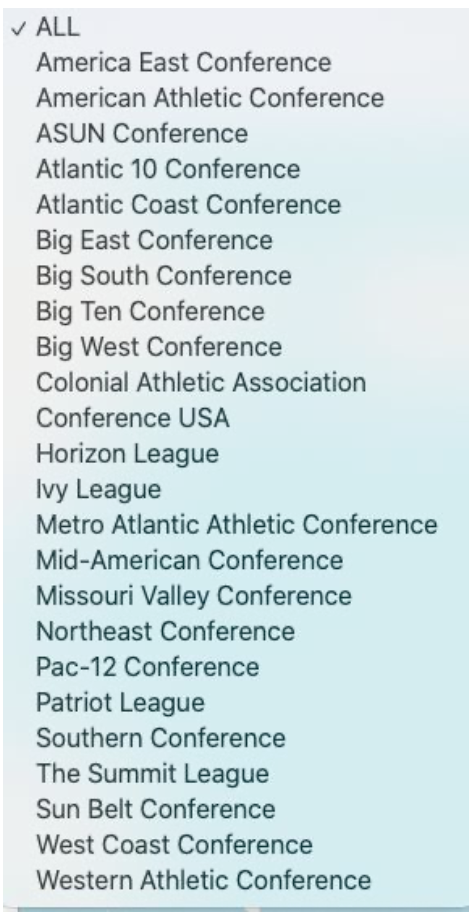 ✓ ALL
America East Conference
American Athletic Conference
ASUN Conference
Atlantic 10 Conference
Atlantic Coast Conference
Big East Conference
Big South Conference
Big Ten Conference
Big West Conference
Colonial Athletic Association
Conference USA
Horizon League
Ivy League
Metro Atlantic Athletic Conference
Mid-American Conference
Missouri Valley Conference
Northeast Conference
Pac-12 Conference
Patriot League
Southern Conference
The Summit League
Sun Belt Conference
West Coast Conference
Western Athletic Conference